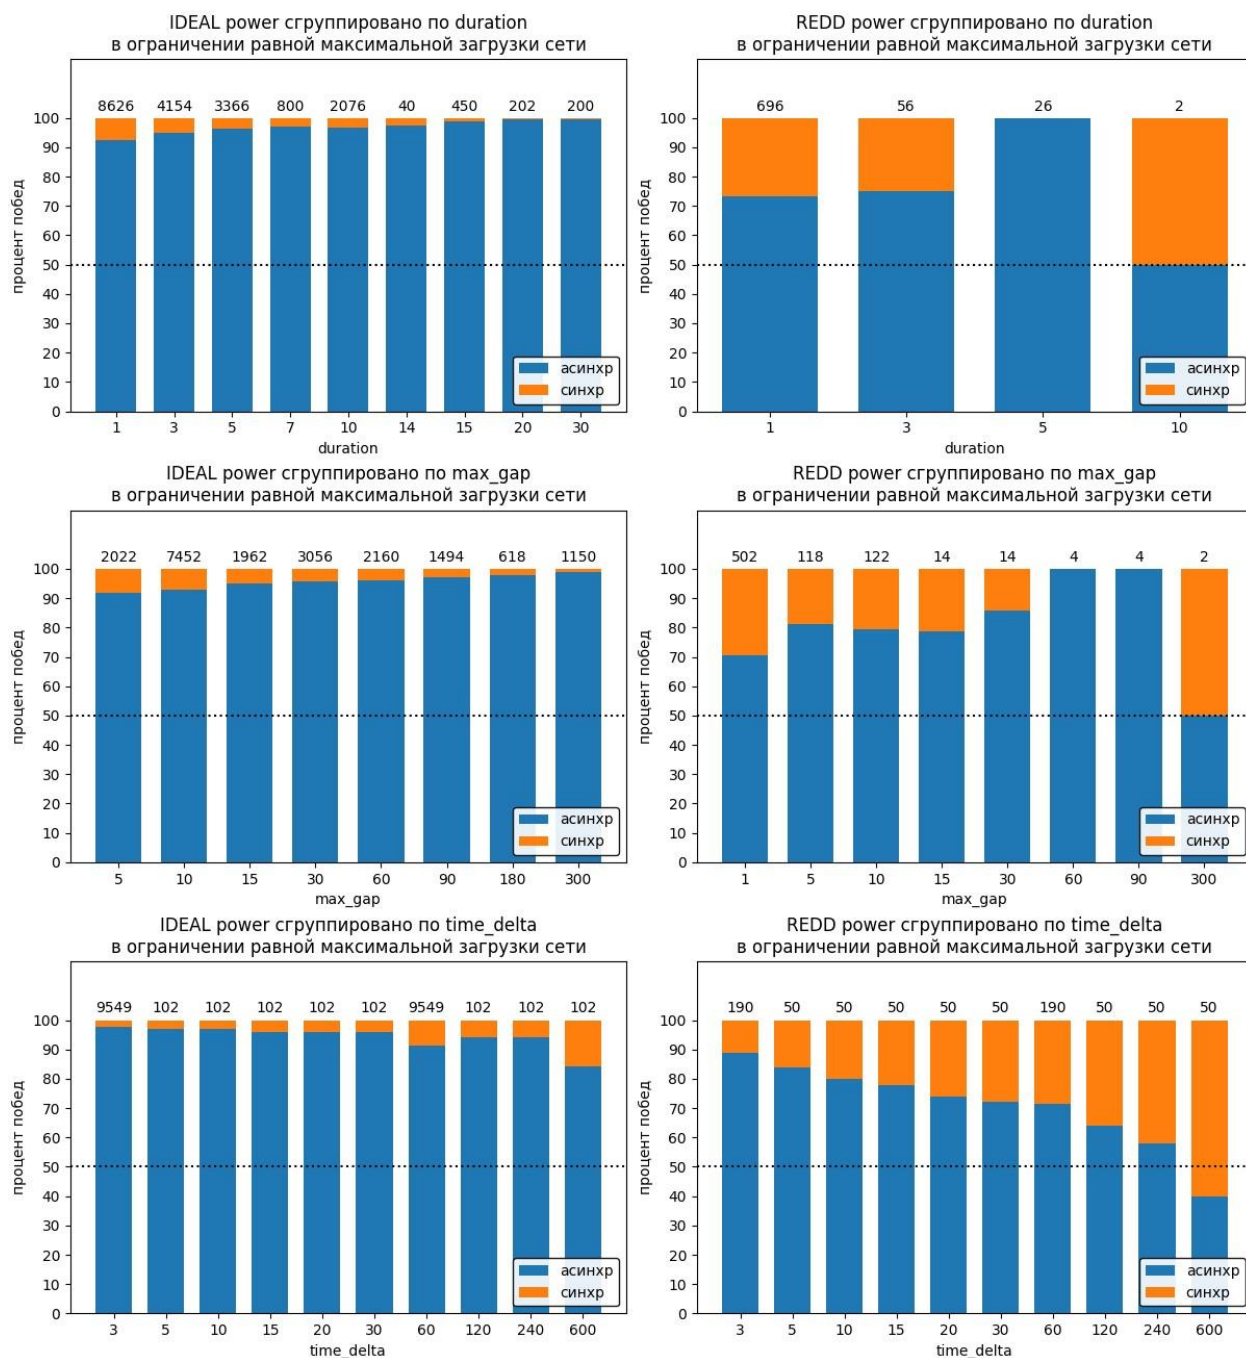 IDEAL power сгруппировано по duration
в ограничении равной максимальной загрузки сети
8626 4154 3366 800 2076 40 450 202 200
100
90
80
70
60
50
40
30
20
10
0
процент побед
асинхр
синхр
1 3 5 7 10 14 15 20 30
duration
REDD power сгруппировано по duration
в ограничении равной максимальной загрузки сети
696 56 26 2
100
90
80
70
60
50
40
30
20
10
0
процент побед
асинхр
синхр
1 3 5 10
duration
IDEAL power сгруппировано по max_gap
в ограничении равной максимальной загрузки сети
2022 7452 1962 3056 2160 1494 618 1150
100
90
80
70
60
50
40
30
20
10
0
процент побед
асинхр
синхр
5 10 15 30 60 90 180 300
max_gap
REDD power сгруппировано по max_gap
в ограничении равной максимальной загрузки сети
502 118 122 14 14 4 4 2
100
90
80
70
60
50
40
30
20
10
0
процент побед
асинхр
синхр
1 5 10 15 30 60 90 300
max_gap
IDEAL power сгруппировано по time_delta
в ограничении равной максимальной загрузки сети
9549 102 102 102 102 102 9549 102 102 102
100
90
80
70
60
50
40
30
20
10
0
процент побед
асинхр
синхр
3 5 10 15 20 30 60 120 240 600
time_delta
REDD power сгруппировано по time_delta
в ограничении равной максимальной загрузки сети
190 50 50 50 50 50 190 50 50 50
100
90
80
70
60
50
40
30
20
10
0
процент побед
асинхр
синхр
3 5 10 15 20 30 60 120 240 600
time_delta